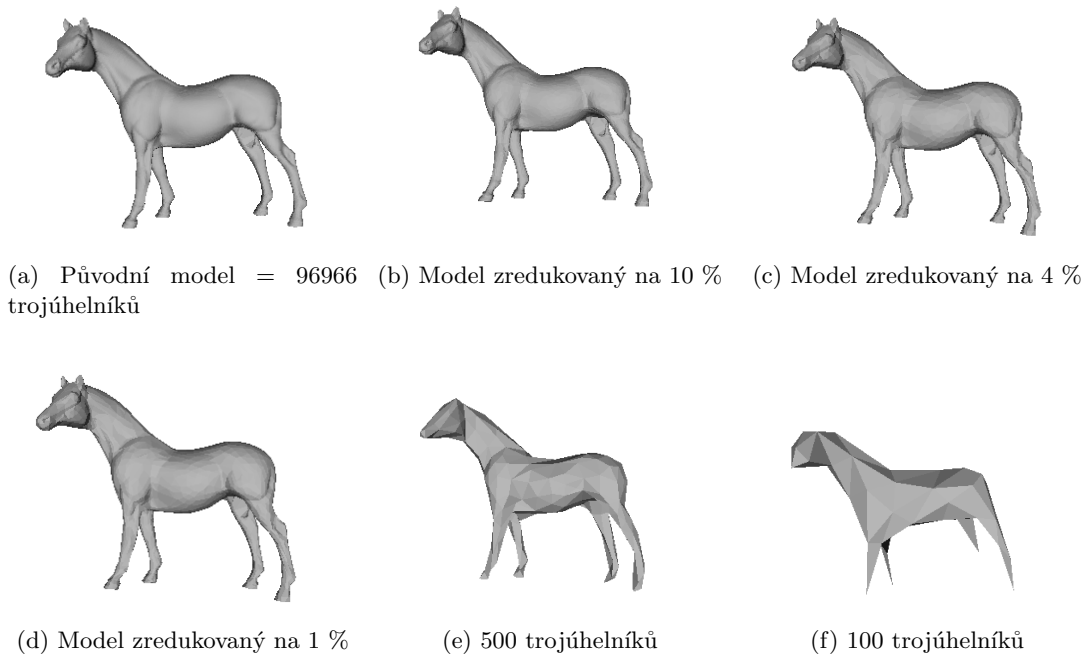 (a) Původní model = 96966
trojúhelníků
(b) Model zredukovaný na 10 %
(c) Model zredukovaný na 4 %
(d) Model zredukovaný na 1 %
(e) 500 trojúhelníků
(f) 100 trojúhelníků